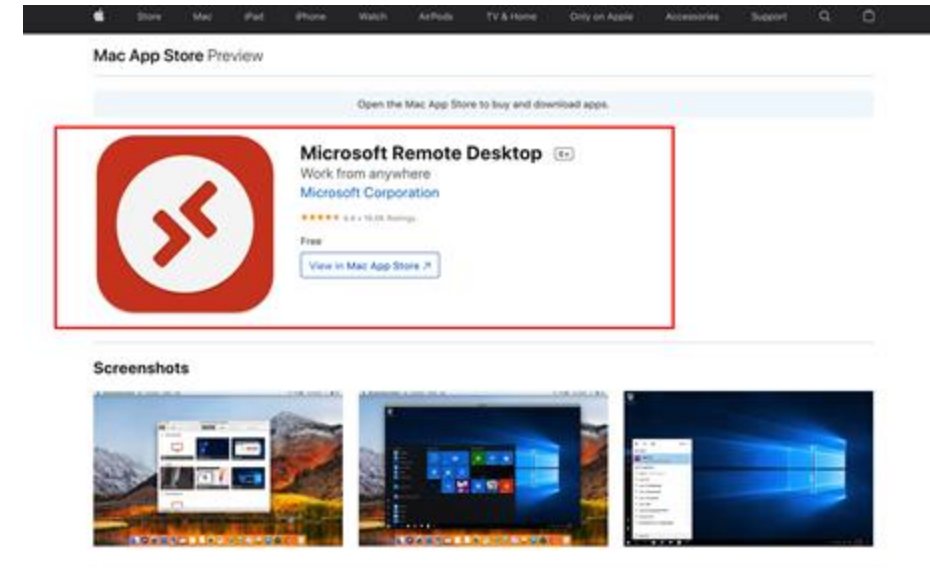 Store Mac iPad iPhone Watch AirPods TV & Home Only on Apple Accessories Support
Mac App Store Preview
Open the Mac App Store to buy and download apps.
Microsoft Remote Desktop 4+
Work from anywhere
Microsoft Corporation
Ratings
Free
View in Mac App Store ↗
Screenshots